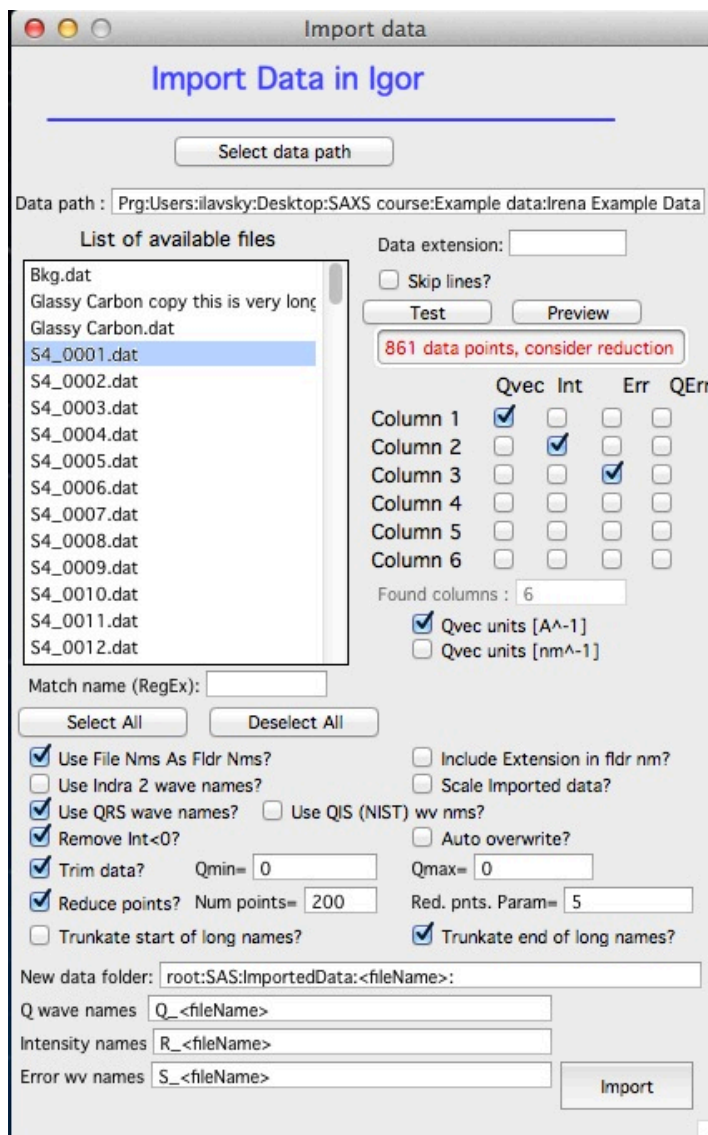 Import data
Import Data in Igor
Select data path
Data path : Prg:Users:ilavsky:Desktop:SAXS course:Example data:Irena Example Data
List of available files
Data extension:
Bkg.dat
Glassy Carbon copy this is very long
Glassy Carbon.dat
S4_0001.dat
S4_0002.dat
S4_0003.dat
S4_0004.dat
S4_0005.dat
S4_0006.dat
S4_0007.dat
S4_0008.dat
S4_0009.dat
S4_0010.dat
S4_0011.dat
S4_0012.dat
Skip lines?
Test Preview
861 data points, consider reduction
Qvec Int Err QErr
Column 1
Column 2
Column 3
Column 4
Column 5
Column 6
Found columns : 6
Qvec units [A^-1]
Qvec units [nm^-1]
Match name (RegEx):
Select All Deselect All
Use File Nms As Fldr Nms? Include Extension in fldr nm?
Use Indra 2 wave names? Scale Imported data?
Use QRS wave names? Use QIS (NIST) wv nms?
Remove Int<0? Auto overwrite?
Trim data? Qmin= 0 Qmax= 0
Reduce points? Num points= 200 Red. pnts. Param= 5
Trunkate start of long names? Trunkate end of long names?
New data folder: root:SAS:ImportedData:<fileName>:
Q wave names Q_<fileName>
Intensity names R_<fileName>
Error wv names S_<fileName>
Import